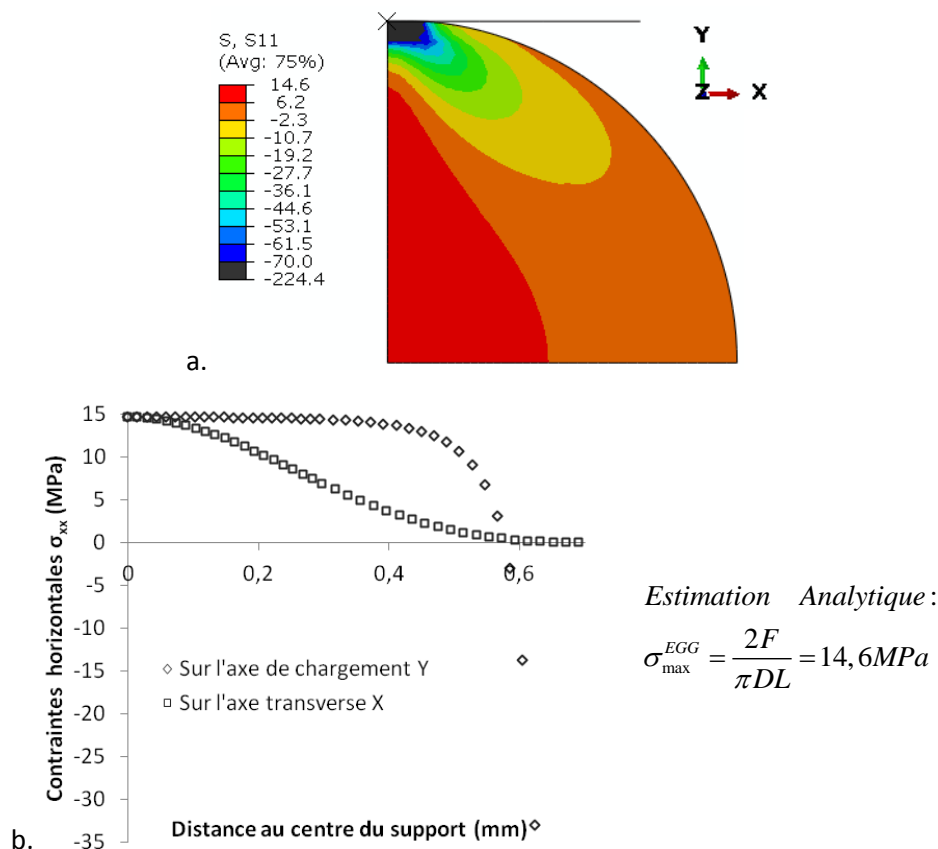 S, S11
(Avg: 75%)
14.6
6.2
-2.3
-10.7
-19.2
-27.7
-36.1
-44.6
-53.1
-61.5
-70.0
-224.4
Y
Z X
a.
Contraintes horizontales σxx (MPa)
15
10
5
0
-5
-10
-15
-20
-25
-30
-35
0 0,2 0,4 0,6
Sur l'axe de chargement Y
Sur l'axe transverse X
Distance au centre du support (mm)
b.
Estimation Analytique :
σ_max^EGG = 2F / πDL = 14,6MPa